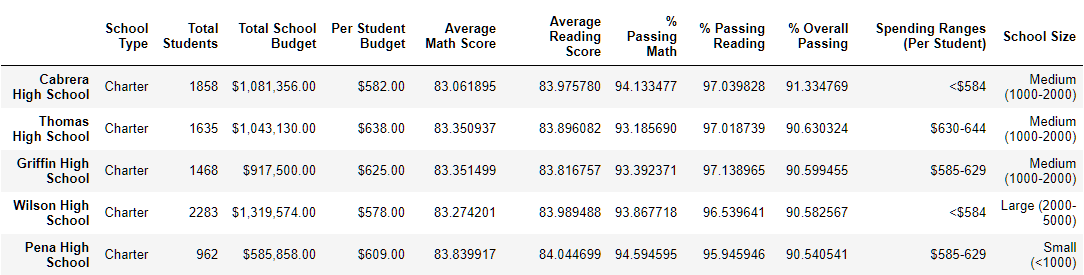 School Type Total Students Total School Budget Per Student Budget Average Math Score Average Reading Score % Passing Math % Passing Reading % Overall Passing Spending Ranges (Per Student) School Size
Cabrera High School Charter 1858 $1,081,356.00 $582.00 83.061895 83.975780 94.133477 97.039828 91.334769 <$584 Medium (1000-2000)
Thomas High School Charter 1635 $1,043,130.00 $638.00 83.350937 83.896082 93.185690 97.018739 90.630324 $630-644 Medium (1000-2000)
Griffin High School Charter 1468 $917,500.00 $625.00 83.351499 83.816757 93.392371 97.138965 90.599455 $585-629 Medium (1000-2000)
Wilson High School Charter 2283 $1,319,574.00 $578.00 83.274201 83.989488 93.867718 96.539641 90.582567 <$584 Large (2000-5000)
Pena High School Charter 962 $585,858.00 $609.00 83.839917 84.044699 94.594595 95.945946 90.540541 $585-629 Small (<1000)